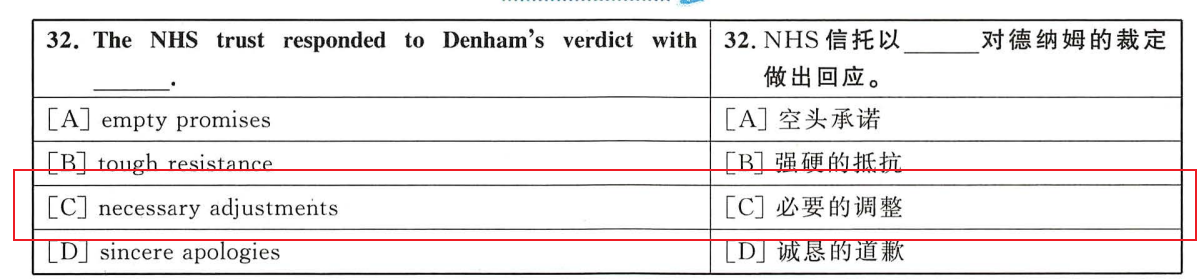 32. The NHS trust responded to Denham's verdict with
______.
[A] empty promises
[B] tough resistance
[C] necessary adjustments
[D] sincere apologies
32. NHS信托以______对德纳姆的裁定
做出回应。
[A] 空头承诺
[B] 强硬的抵抗
[C] 必要的调整
[D] 诚恳的道歉